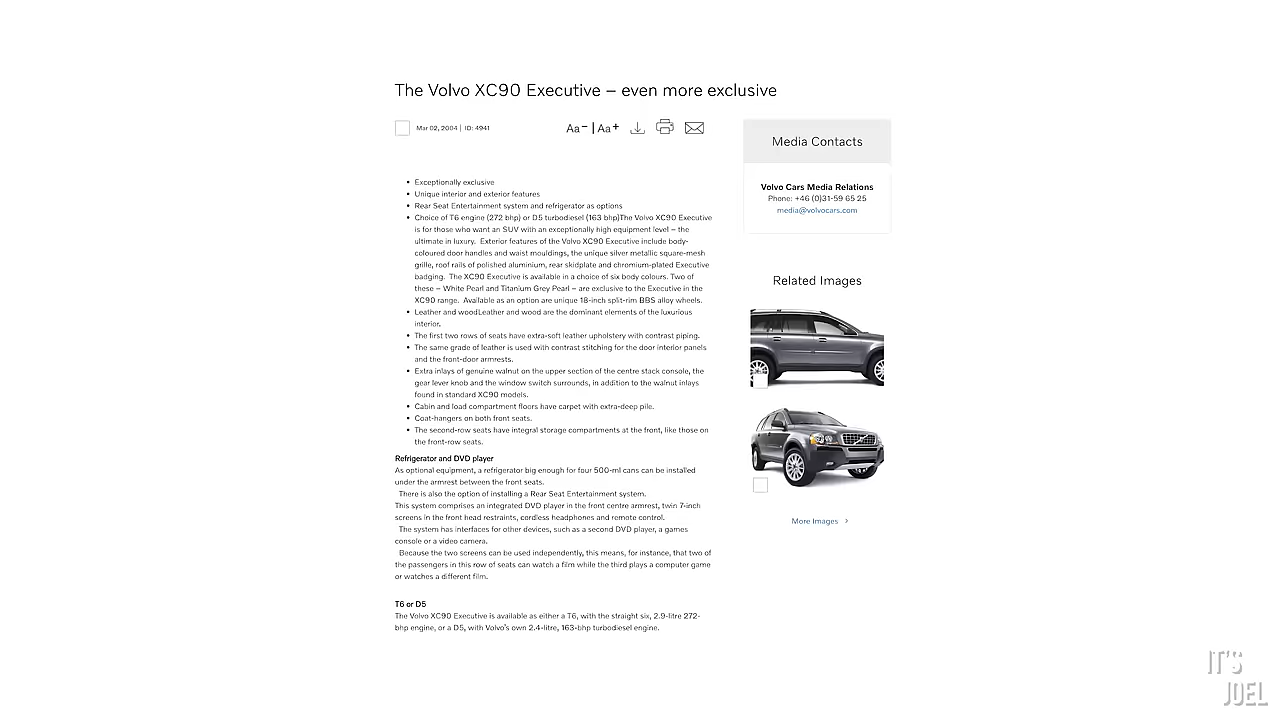 The Volvo XC90 Executive – even more exclusive
Mar 02, 2004 | ID: 4941
Aa– | Aa+
Media Contacts
Volvo Cars Media Relations
Phone: +46 (0)31-59 65 25
media@volvocars.com
• Exceptionally exclusive
• Unique interior and exterior features
• Rear Seat Entertainment system and refrigerator as options
• Choice of T6 engine (272 bhp) or D5 turbodiesel (163 bhp)The Volvo XC90 Executive
is for those who want an SUV with an exceptionally high equipment level – the
ultimate in luxury. Exterior features of the Volvo XC90 Executive include body-
coloured door handles and waist mouldings, the unique silver metallic square-mesh
grille, roof rails of polished aluminium, rear skidplate and chromium-plated Executive
badging. The XC90 Executive is available in a choice of six body colours. Two of
these – White Pearl and Titanium Grey Pearl – are exclusive to the Executive in the
XC90 range. Available as an option are unique 18-inch split-rim BBS alloy wheels.
• Leather and woodLeather and wood are the dominant elements of the luxurious
interior.
• The first two rows of seats have extra-soft leather upholstery with contrast piping.
• The same grade of leather is used with contrast stitching for the door interior panels
and the front-door armrests.
• Extra inlays of genuine walnut on the upper section of the centre stack console, the
gear lever knob and the window switch surrounds, in addition to the walnut inlays
found in standard XC90 models.
• Cabin and load compartment floors have carpet with extra-deep pile.
• Coat-hangers on both front seats.
• The second-row seats have integral storage compartments at the front, like those on
the front-row seats.
Refrigerator and DVD player
As optional equipment, a refrigerator big enough for four 500-ml cans can be installed
under the armrest between the front seats.
There is also the option of installing a Rear Seat Entertainment system.
This system comprises an integrated DVD player in the front centre armrest, twin 7-inch
screens in the front head restraints, cordless headphones and remote control.
The system has interfaces for other devices, such as a second DVD player, a games
console or a video camera.
Because the two screens can be used independently, this means, for instance, that two of
the passengers in this row of seats can watch a film while the third plays a computer game
or watches a different film.
T6 or D5
The Volvo XC90 Executive is available as either a T6, with the straight six, 2.9-litre 272-
bhp engine, or a D5, with Volvo's own 2.4-litre, 163-bhp turbodiesel engine.
Related Images
More Images >
IT'S
JOEL